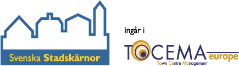 Svenska Stadskärnor
ingår i
TOCEMA europe
Town Centre Management